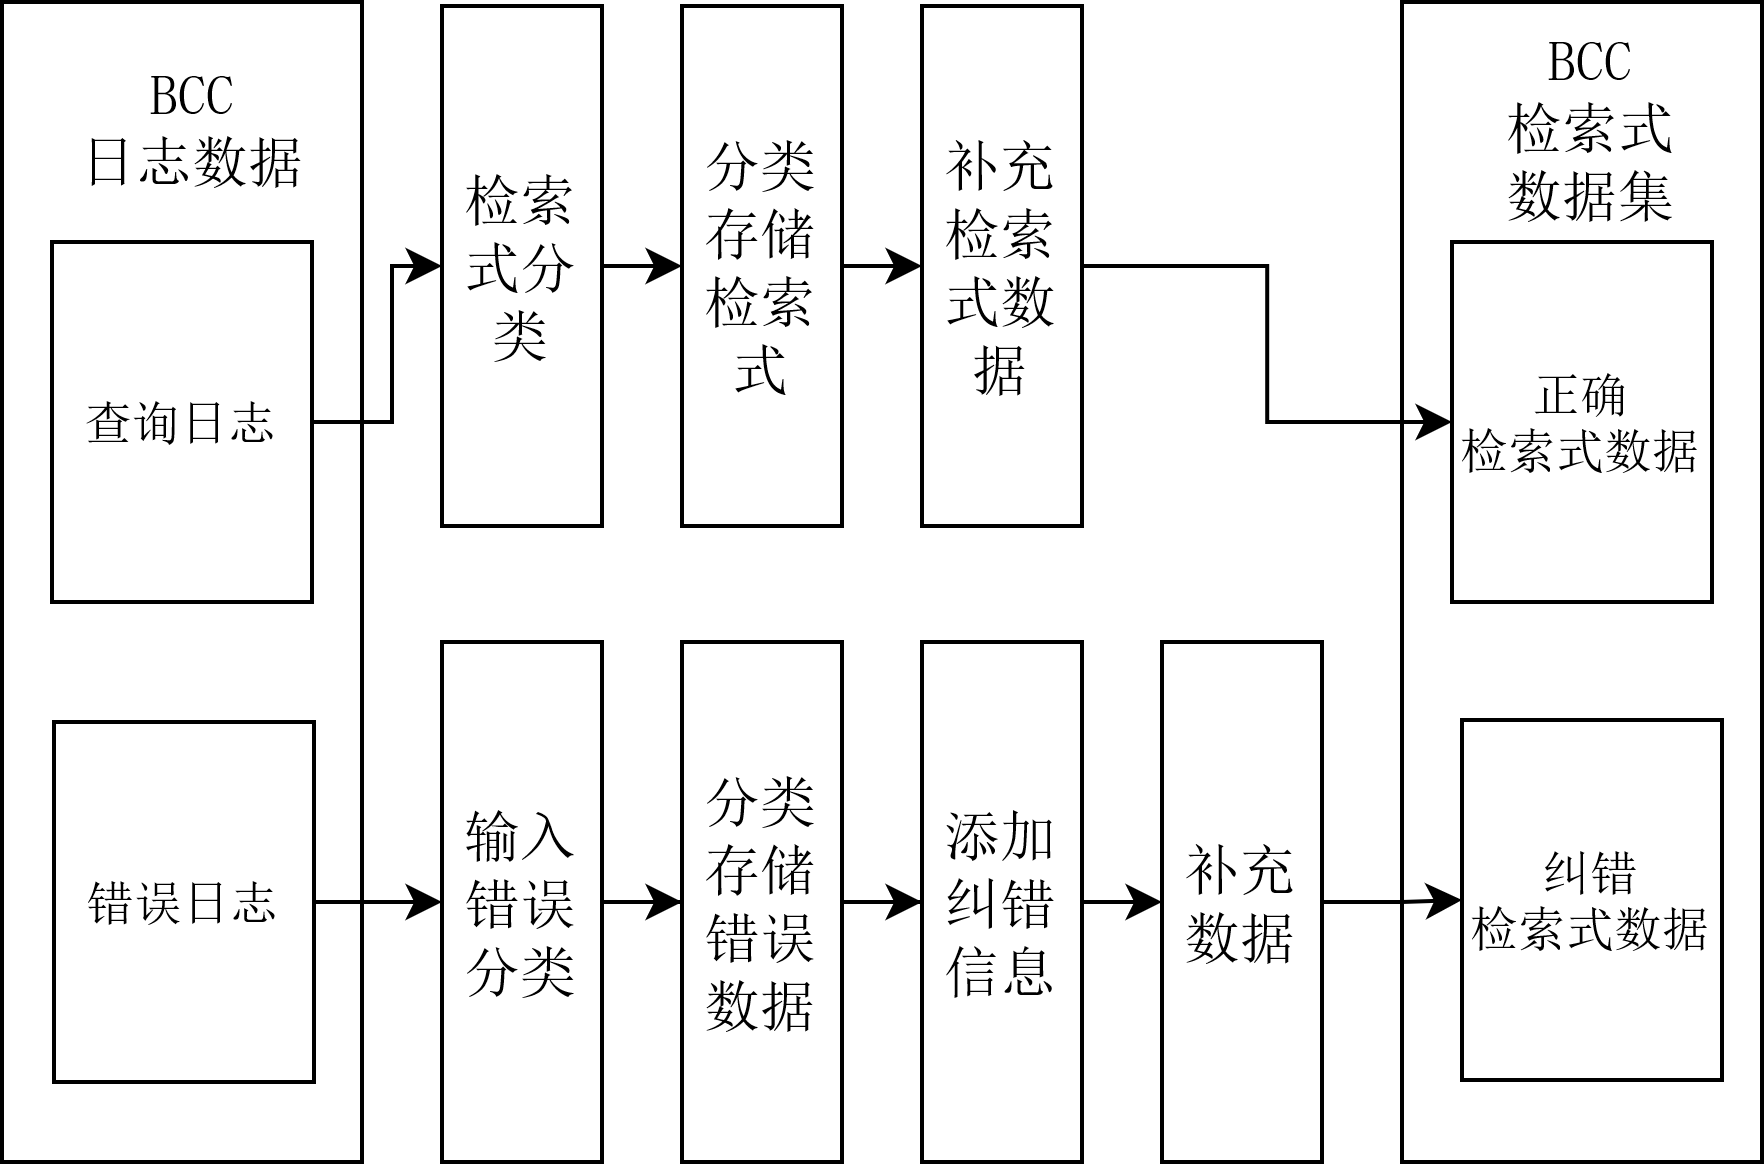 BCC
日志数据
查询日志
错误日志
检索
式分
类
分类
存储
检索
式
补充
检索
式数
据
输入
错误
分类
分类
存储
错误
数据
添加
纠错
信息
补充
数据
BCC
检索式
数据集
正确
检索式数据
纠错
检索式数据